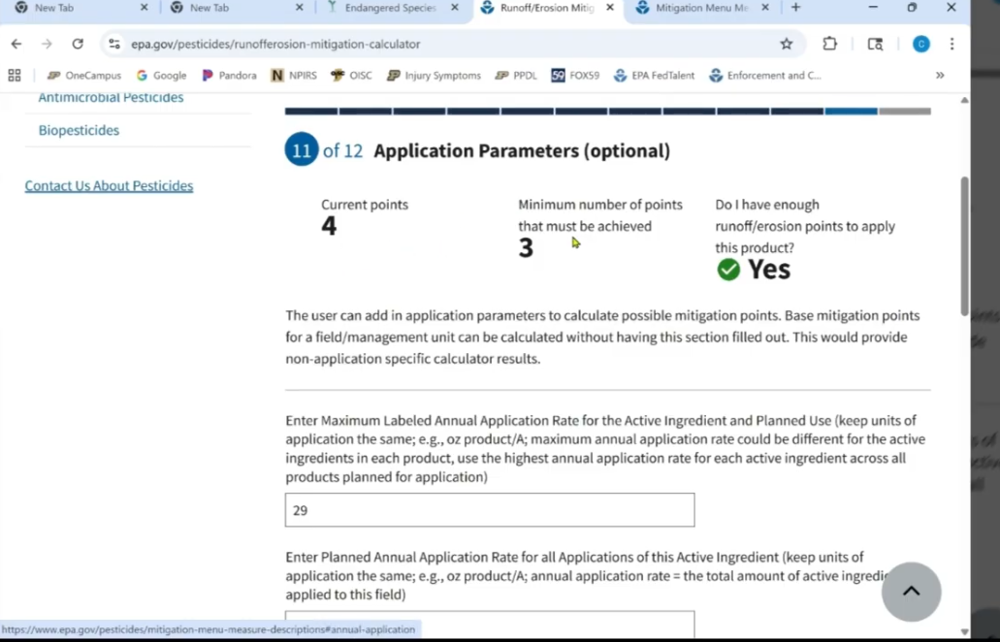 New Tab
New Tab
Endangered Species
Runoff/Erosion Mitig
Mitigation Menu Me
epa.gov/pesticides/runofferosion-mitigation-calculator
C
OneCampus
Google
Pandora
NPIRS
OISC
Injury Symptoms
PPDL
59 FOX59
EPA FedTalent
Enforcement and C...
Antimicrobial Pesticides
Biopesticides
Contact Us About Pesticides
11 of 12 Application Parameters (optional)
Current points
4
Minimum number of points
that must be achieved
3
Do I have enough
runoff/erosion points to apply
this product?
Yes
The user can add in application parameters to calculate possible mitigation points. Base mitigation points
for a field/management unit can be calculated without having this section filled out. This would provide
non-application specific calculator results.
Enter Maximum Labeled Annual Application Rate for the Active Ingredient and Planned Use (keep units of
application the same; e.g., oz product/A; maximum annual application rate could be different for the active
ingredients in each product, use the highest annual application rate for each active ingredient across all
products planned for application)
29
Enter Planned Annual Application Rate for all Applications of this Active Ingredient (keep units of
application the same; e.g., oz product/A; annual application rate = the total amount of active ingredie
applied to this field)
https://www.epa.gov/pesticides/mitigation-menu-measure-descriptions#annual-application